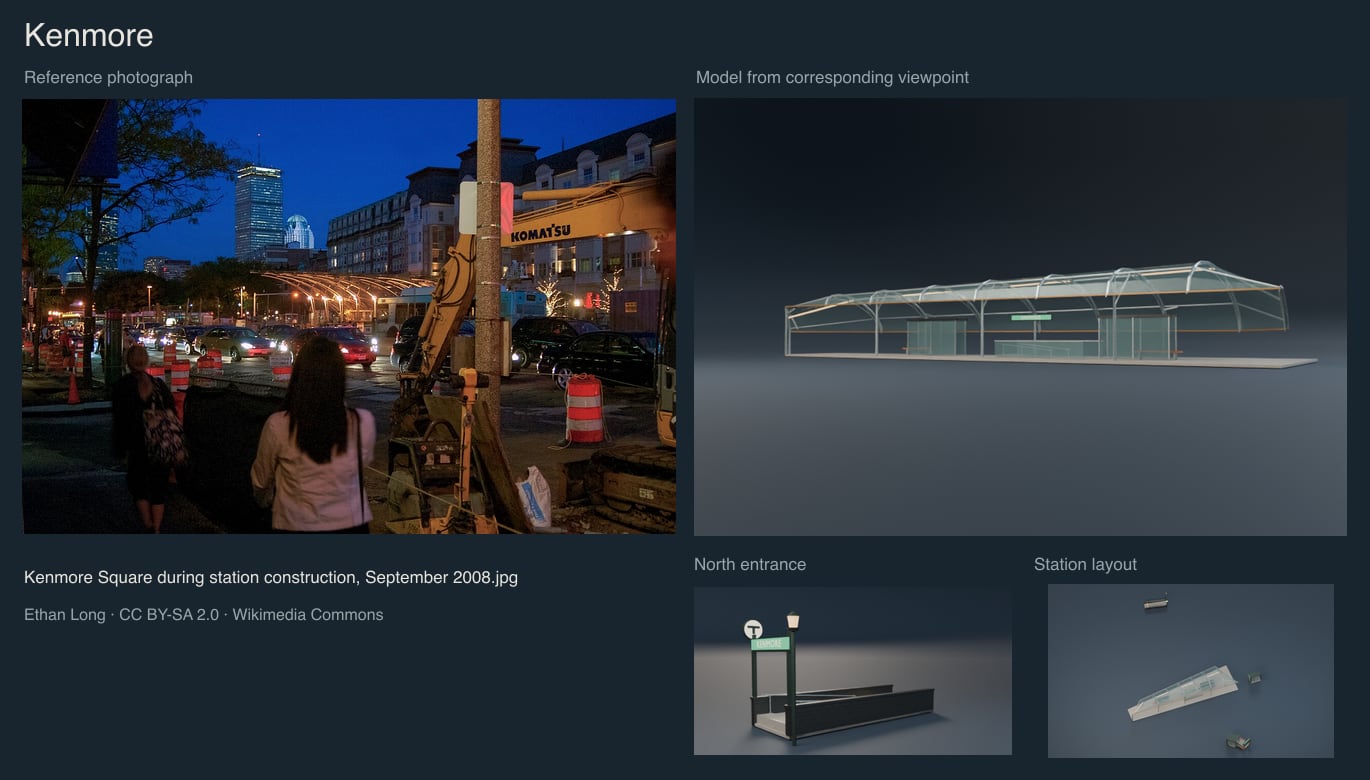 Kenmore
Reference photograph
Model from corresponding viewpoint
KOMATSU
Kenmore Square during station construction, September 2008.jpg
Ethan Long · CC BY-SA 2.0 · Wikimedia Commons
North entrance
Station layout
T
KENMORE